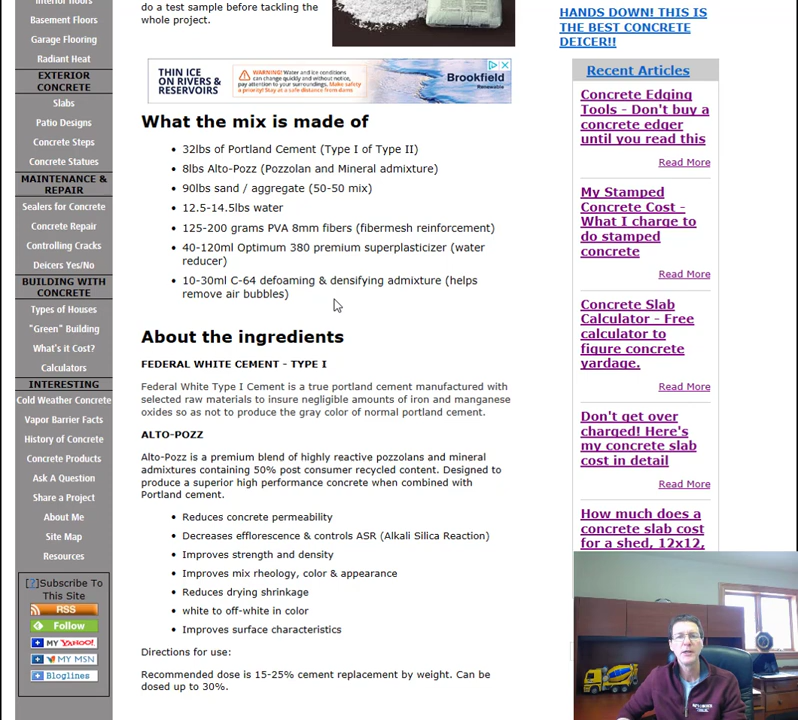 Interior floors
Basement Floors
Garage Flooring
Radiant Heat
EXTERIOR
CONCRETE
Slabs
Patio Designs
Concrete Steps
Concrete Statues
MAINTENANCE &
REPAIR
Sealers for Concrete
Concrete Repair
Controlling Cracks
Deicers Yes/No
BUILDING WITH
CONCRETE
Types of Houses
"Green" Building
What's it Cost?
Calculators
INTERESTING
Cold Weather Concrete
Vapor Barrier Facts
History of Concrete
Concrete Products
Ask A Question
Share a Project
About Me
Site Map
Resources
[?]Subscribe To
This Site
RSS
Follow
MY YAHOO!
MY MSN
Bloglines
do a test sample before tackling the
whole project.
THIN ICE
ON RIVERS &
RESERVOIRS
WARNING! Water and ice conditions
can change quickly and without notice,
pay attention to your surroundings. Make safety
a priority! Stay at a safe distance from dams
Brookfield
Renewable
What the mix is made of
• 32lbs of Portland Cement (Type I of Type II)
• 8lbs Alto-Pozz (Pozzolan and Mineral admixture)
• 90lbs sand / aggregate (50-50 mix)
• 12.5-14.5lbs water
• 125-200 grams PVA 8mm fibers (fibermesh reinforcement)
• 40-120ml Optimum 380 premium superplasticizer (water
reducer)
• 10-30ml C-64 defoaming & densifying admixture (helps
remove air bubbles)
About the ingredients
FEDERAL WHITE CEMENT - TYPE I
Federal White Type I Cement is a true portland cement manufactured with
selected raw materials to insure negligible amounts of iron and manganese
oxides so as not to produce the gray color of normal portland cement.
ALTO-POZZ
Alto-Pozz is a premium blend of highly reactive pozzolans and mineral
admixtures containing 50% post consumer recycled content. Designed to
produce a superior high performance concrete when combined with
Portland cement.
• Reduces concrete permeability
• Decreases efflorescence & controls ASR (Alkali Silica Reaction)
• Improves strength and density
• Improves mix rheology, color & appearance
• Reduces drying shrinkage
• white to off-white in color
• Improves surface characteristics
Directions for use:
Recommended dose is 15-25% cement replacement by weight. Can be
dosed up to 30%.
HANDS DOWN! THIS IS
THE BEST CONCRETE
DEICER!!
Recent Articles
Concrete Edging
Tools - Don't buy a
concrete edger
until you read this
Read More
My Stamped
Concrete Cost -
What I charge to
do stamped
concrete
Read More
Concrete Slab
Calculator - Free
calculator to
figure concrete
yardage.
Read More
Don't get over
charged! Here's
my concrete slab
cost in detail
Read More
How much does a
concrete slab cost
for a shed, 12x12,